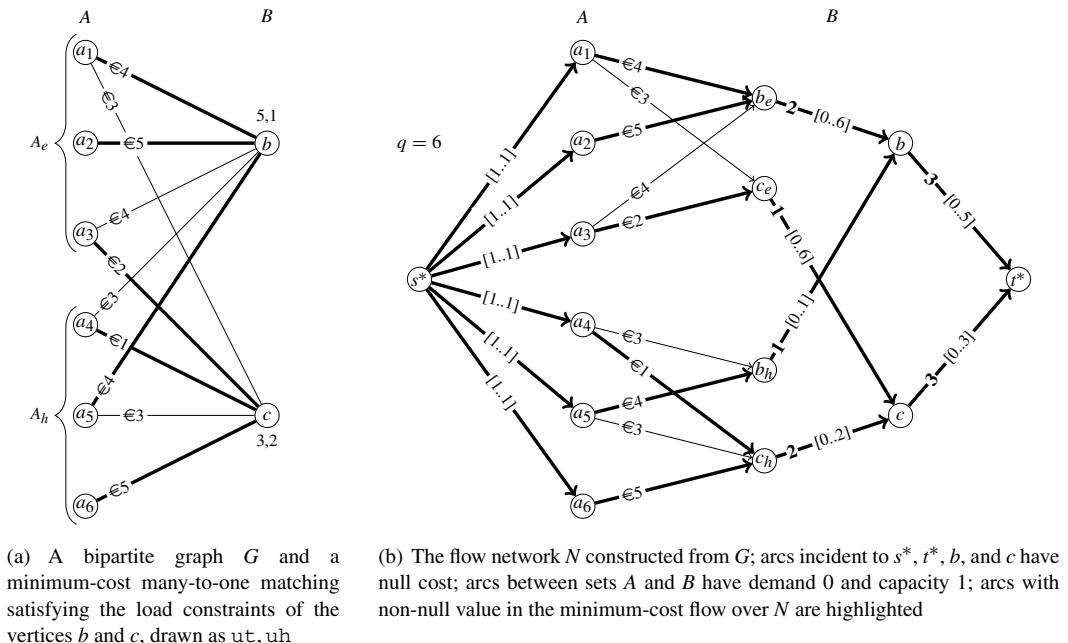 A
B
a1
€4
€3
5,1
Ae
a2
€5
b
€4
a3
€2
€3
a4
€1
€4
Ah
a5
€3
c
3,2
€5
a6
(a) A bipartite graph G and a
minimum-cost many-to-one matching
satisfying the load constraints of the
vertices b and c, drawn as ut, uh
A
B
a1
€4
be
2
[0..6]
€3
q = 6
[1..1]
a2
€5
b
3
€4
ce
1
[0..5]
[1..1]
a3
€2
[0..6]
[1..1]
s*
t*
[1..1]
a4
€3
[0..1]
€1
1
[1..1]
bh
[0..3]
a5
€4
3
[1..1]
€3
c
ch
2
[0..2]
€5
a6
(b) The flow network N constructed from G; arcs incident to s*, t*, b, and c have
null cost; arcs between sets A and B have demand 0 and capacity 1; arcs with
non-null value in the minimum-cost flow over N are highlighted